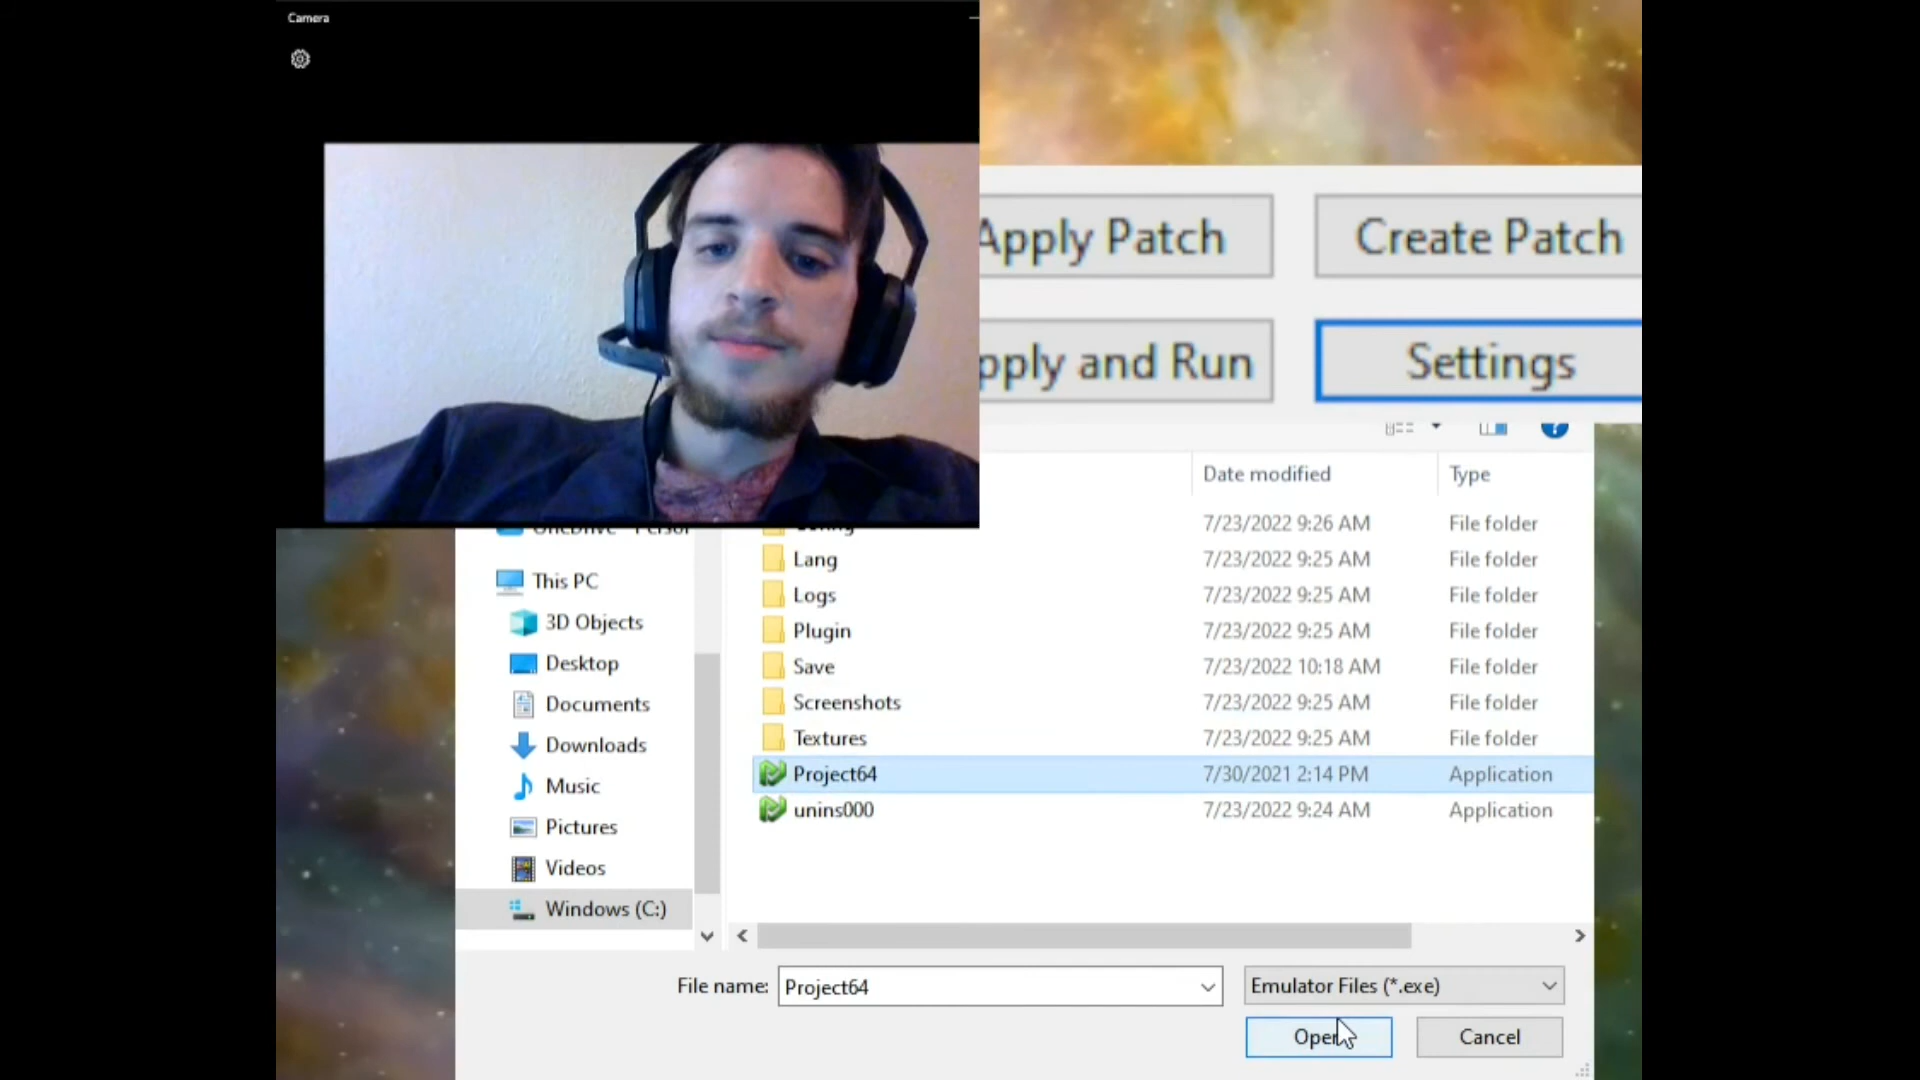 Camera
Apply Patch
Create Patch
pply and Run
Settings
Date modified
Type
7/23/2022 9:26 AM
File folder
Lang
7/23/2022 9:25 AM
File folder
This PC
Logs
7/23/2022 9:25 AM
File folder
3D Objects
Plugin
7/23/2022 9:25 AM
File folder
Desktop
Save
7/23/2022 10:18 AM
File folder
Documents
Screenshots
7/23/2022 9:25 AM
File folder
Downloads
Textures
7/23/2022 9:25 AM
File folder
Music
Project64
7/30/2021 2:14 PM
Application
Pictures
unins000
7/23/2022 9:24 AM
Application
Videos
Windows (C:)
File name:
Project64
Emulator Files (*.exe)
Open
Cancel